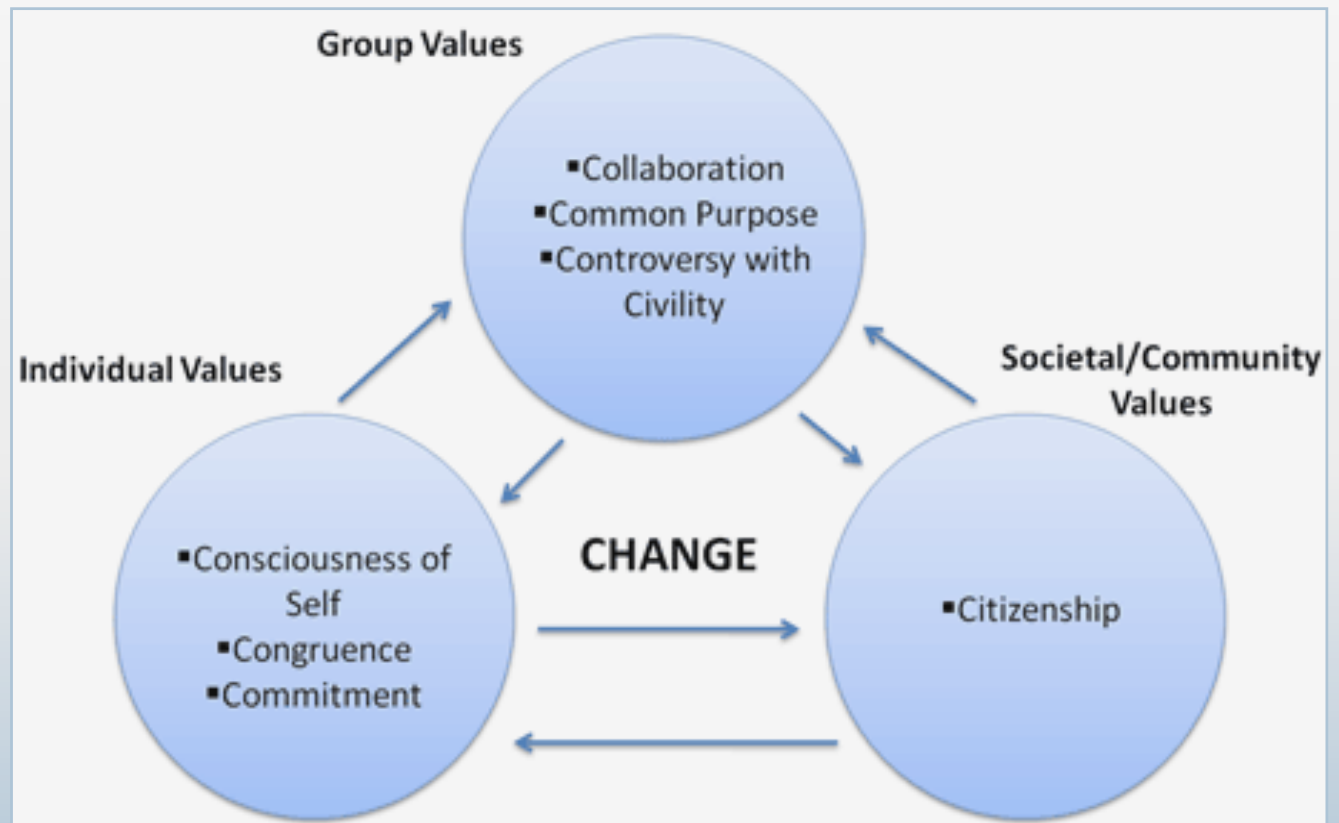 Group Values
▪Collaboration
▪Common Purpose
▪Controversy with
Civility
Individual Values
Societal/Community
Values
▪Consciousness of
Self
▪Congruence
▪Commitment
CHANGE
▪Citizenship